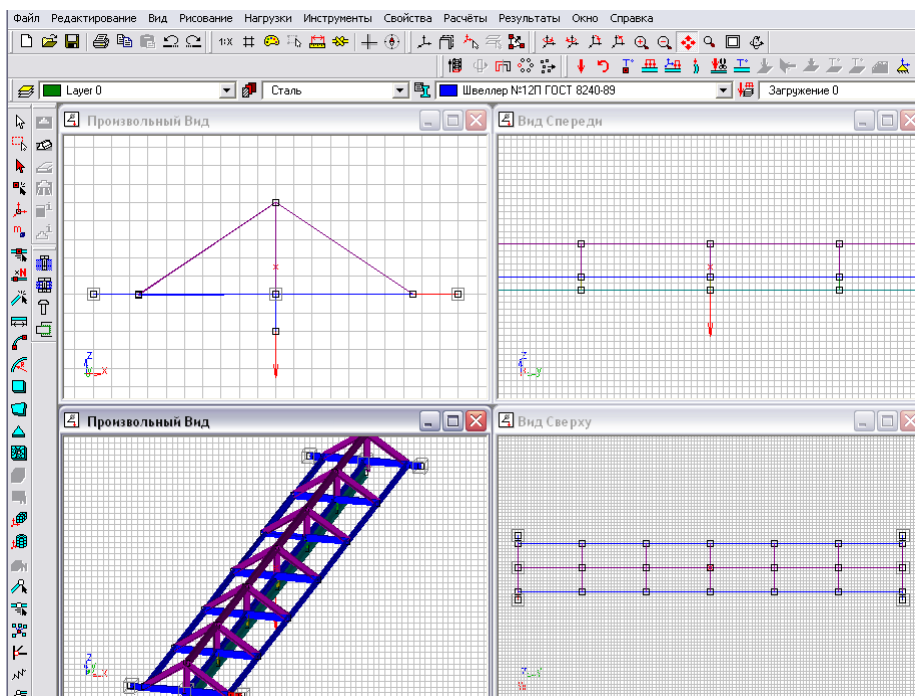 Файл Редактирование Вид Рисование Нагрузки Инструменты Свойства Расчёты Результаты Окно Справка
1:X
Layer 0 Сталь Швеллер №12П ГОСТ 8240-89 Загружение 0
Произвольный Вид
Вид Спереди
Z
X
Z
Y
Произвольный Вид
Вид Сверху
Z
X